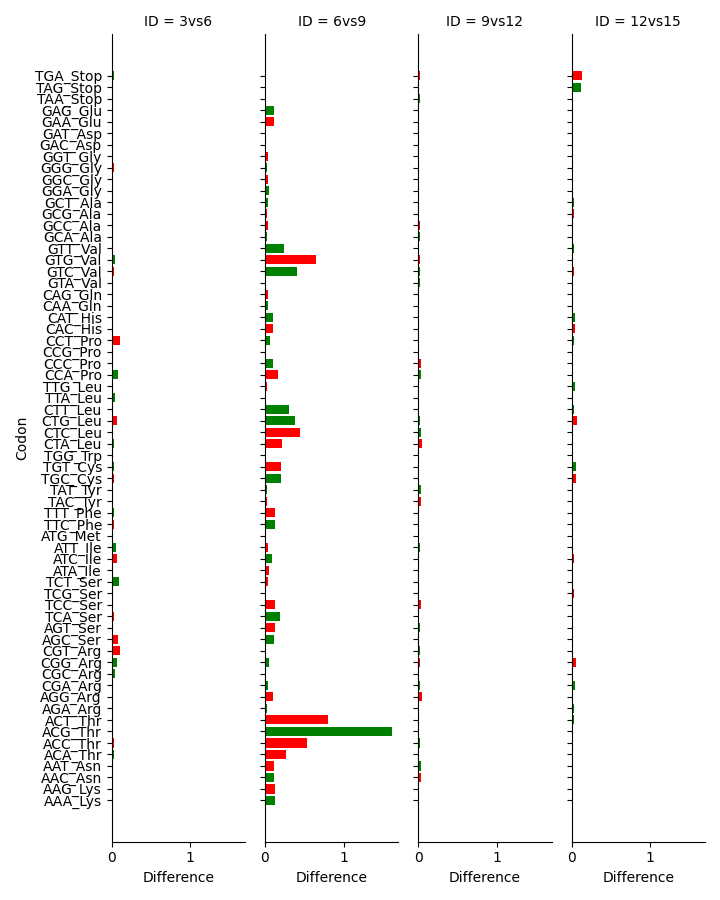 ID = 3vs6 ID = 6vs9 ID = 9vs12 ID = 12vs15
TGA_Stop
TAG_Stop
TAA_Stop
GAG_Glu
GAA_Glu
GAT_Asp
GAC_Asp
GGT_Gly
GGG_Gly
GGC_Gly
GGA_Gly
GCT_Ala
GCG_Ala
GCC_Ala
GCA_Ala
GTT_Val
GTG_Val
GTC_Val
GTA_Val
CAG_Gln
CAA_Gln
CAT_His
CAC_His
CCT_Pro
CCG_Pro
CCC_Pro
CCA_Pro
TTG_Leu
TTA_Leu
CTT_Leu
CTG_Leu
CTC_Leu
CTA_Leu
TGG_Trp
TGT_Cys
TGC_Cys
TAT_Tyr
TAC_Tyr
TTT_Phe
TTC_Phe
ATG_Met
ATT_Ile
ATC_Ile
ATA_Ile
TCT_Ser
TCG_Ser
TCC_Ser
TCA_Ser
AGT_Ser
AGC_Ser
CGT_Arg
CGG_Arg
CGC_Arg
CGA_Arg
AGG_Arg
AGA_Arg
ACT_Thr
ACG_Thr
ACC_Thr
ACA_Thr
AAT_Asn
AAC_Asn
AAG_Lys
AAA_Lys
Codon
0 1 0 1 0 1 0 1
Difference Difference Difference Difference